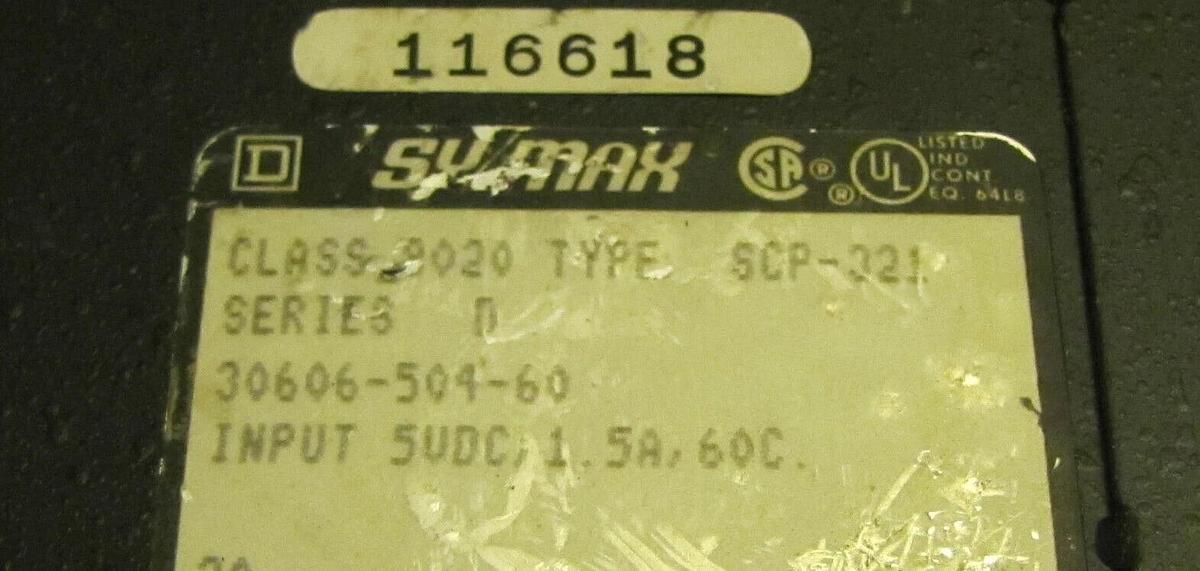 116618
D SY/MAX SA ® ® UL LISTED
IND
CONT.
EQ. 64L8
CLASS 8020 TYPE SCP-321
SERIES D
30606-504-60
INPUT 5VDC, 1.5A, 60C.